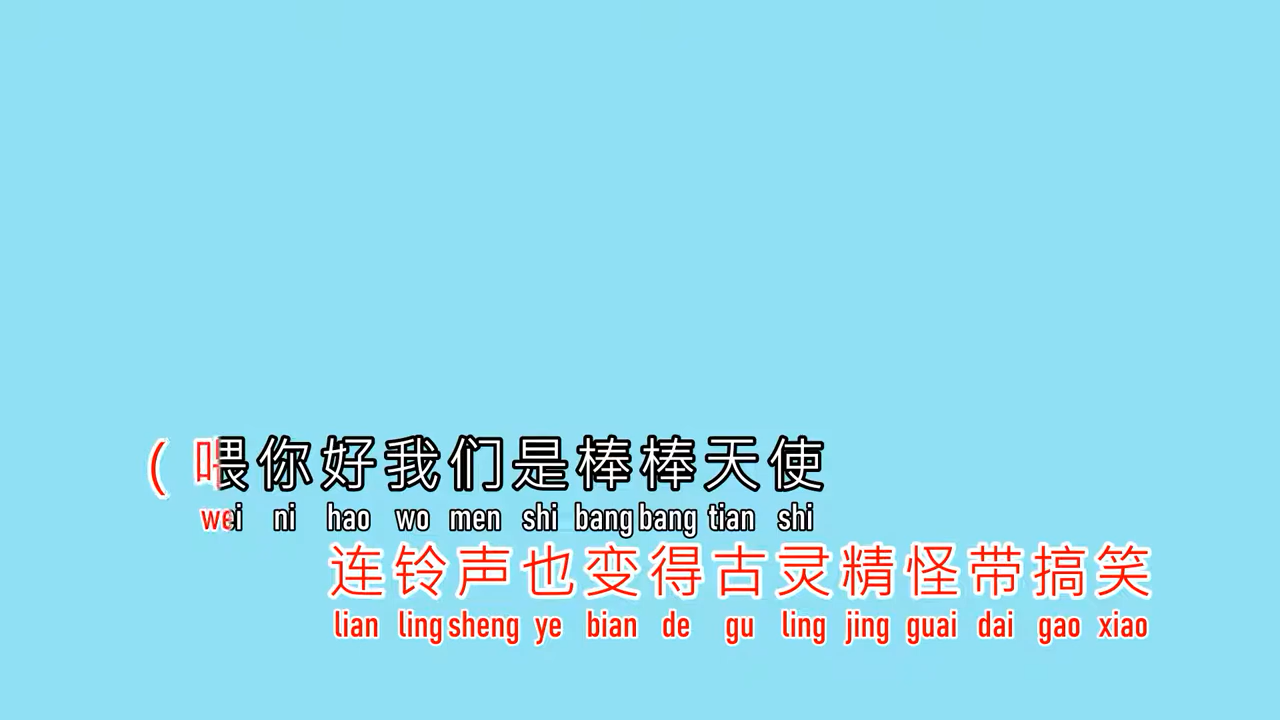 (喂你好我们是棒棒天使
wei ni hao wo men shi bang bang tian shi
连铃声也变得古灵精怪带搞笑
lian ling sheng ye bian de gu ling jing guai dai gao xiao